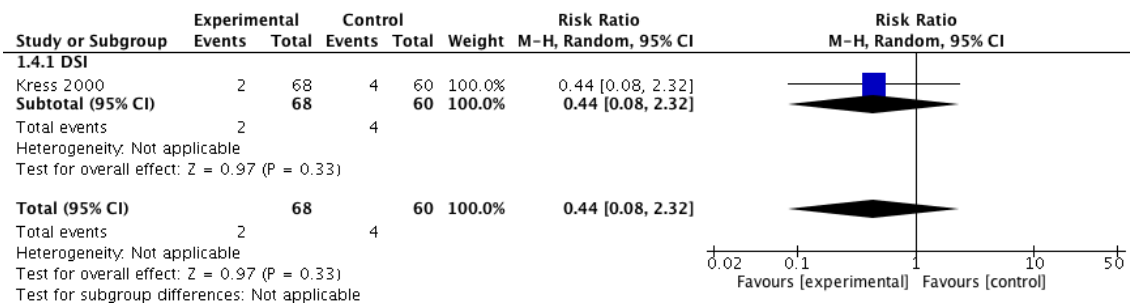 Experimental Control Risk Ratio Risk Ratio
Study or Subgroup Events Total Events Total Weight M-H, Random, 95% CI M-H, Random, 95% CI
1.4.1 DSI
Kress 2000 2 68 4 60 100.0% 0.44 [0.08, 2.32]
Subtotal (95% CI) 68 60 100.0% 0.44 [0.08, 2.32]
Total events 2 4
Heterogeneity: Not applicable
Test for overall effect: Z = 0.97 (P = 0.33)
Total (95% CI) 68 60 100.0% 0.44 [0.08, 2.32]
Total events 2 4
Heterogeneity: Not applicable
Test for overall effect: Z = 0.97 (P = 0.33)
Test for subgroup differences: Not applicable
0.02 0.1 1 10 50
Favours [experimental] Favours [control]